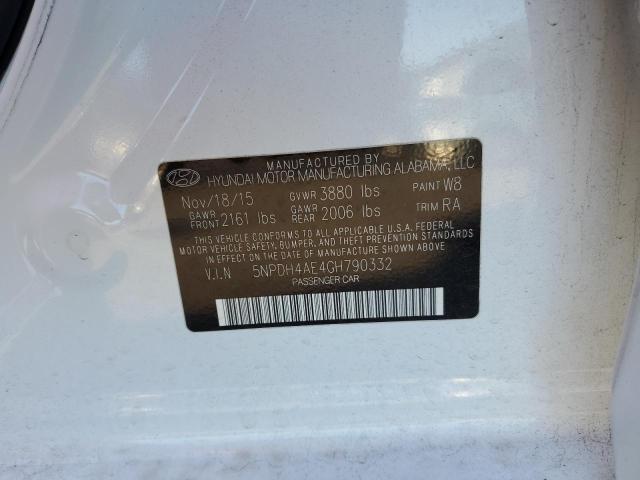 MANUFACTURED BY
HYUNDAI MOTOR MANUFACTURING ALABAMA, LLC
Nov/18/15 GVWR 3880 lbs PAINT W8
GAWR FRONT 2161 lbs GAWR REAR 2006 lbs TRIM RA
THIS VEHICLE CONFORMS TO ALL APPLICABLE U.S.A. FEDERAL
MOTOR VEHICLE SAFETY, BUMPER, AND THEFT PREVENTION STANDARDS
IN EFFECT ON THE DATE OF MANUFACTURE SHOWN ABOVE.
V.I.N 5NPDH4AE4GH790332
PASSENGER CAR